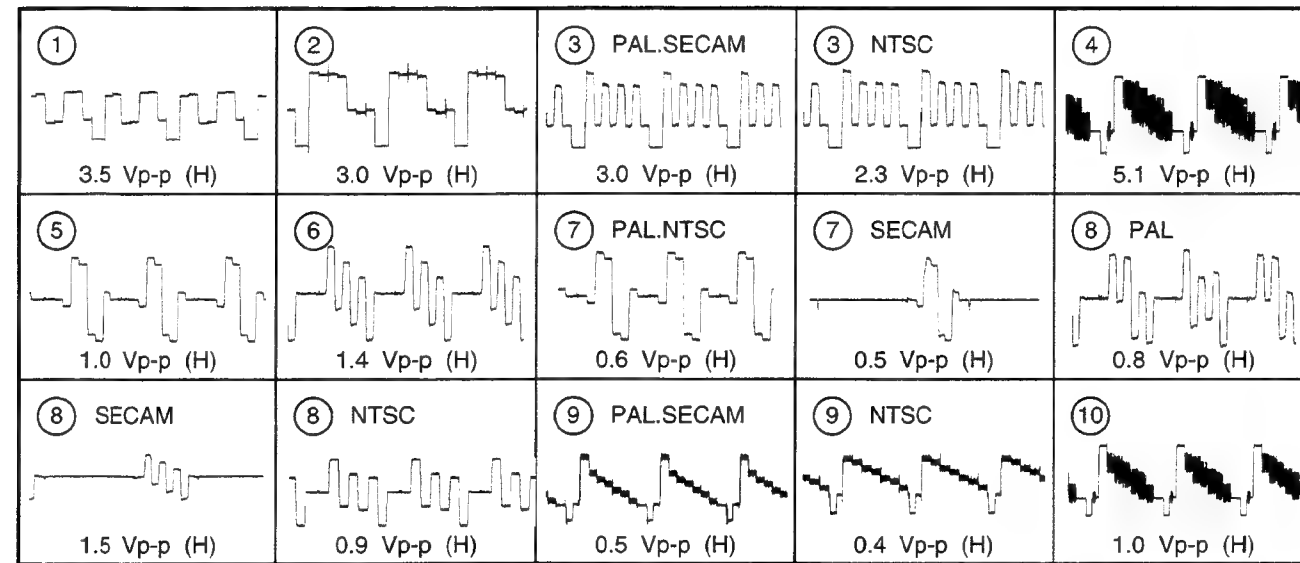 1
3.5 Vp-p (H)
2
3.0 Vp-p (H)
3 PAL.SECAM
3.0 Vp-p (H)
3 NTSC
2.3 Vp-p (H)
4
5.1 Vp-p (H)
5
1.0 Vp-p (H)
6
1.4 Vp-p (H)
7 PAL.NTSC
0.6 Vp-p (H)
7 SECAM
0.5 Vp-p (H)
8 PAL
0.8 Vp-p (H)
8 SECAM
1.5 Vp-p (H)
8 NTSC
0.9 Vp-p (H)
9 PAL.SECAM
0.5 Vp-p (H)
9 NTSC
0.4 Vp-p (H)
10
1.0 Vp-p (H)